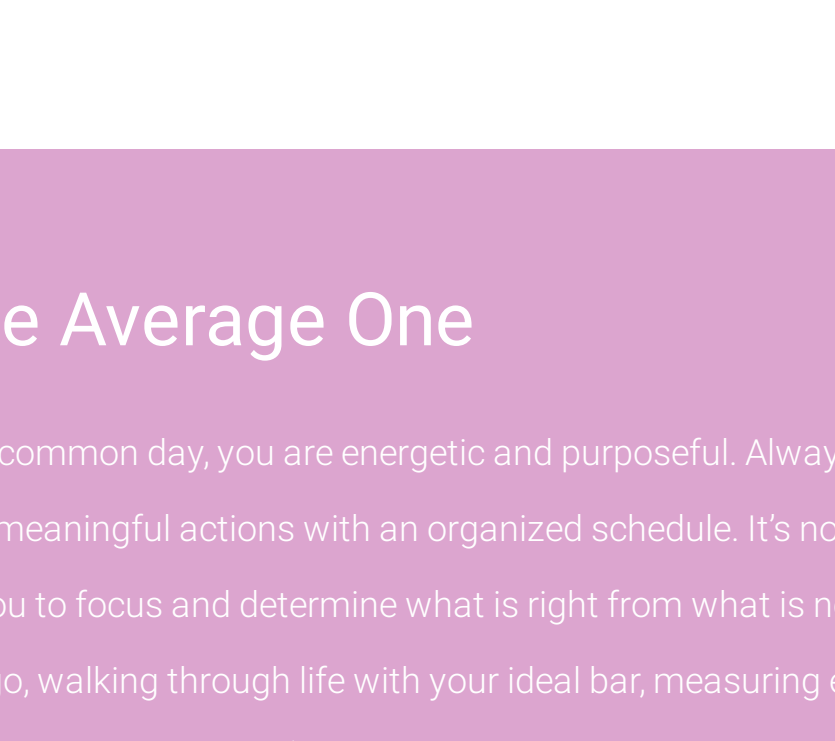 e Average One
common day, you are energetic and purposeful. Alway
meaningful actions with an organized schedule. It’s no
ou to focus and determine what is right from what is n
go, walking through life with your ideal bar, measuring e